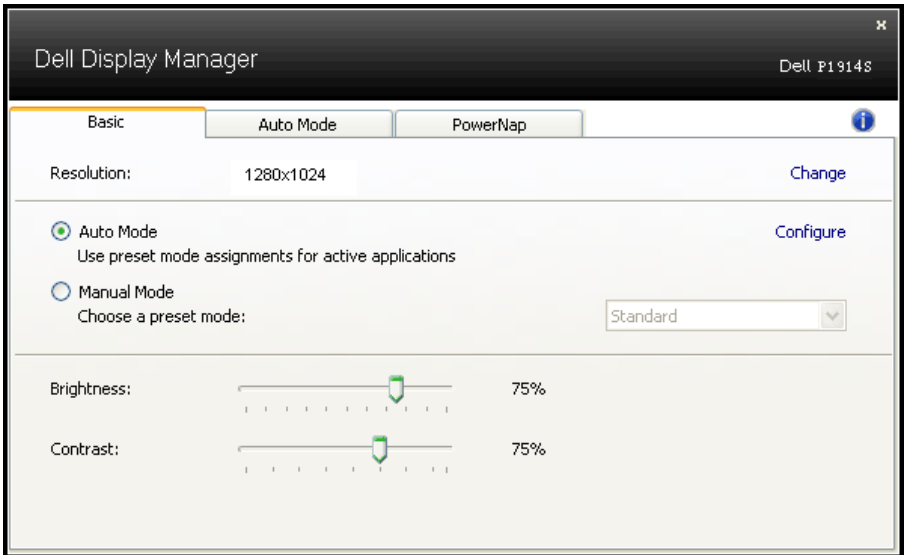 x
Dell Display Manager
Dell P1914S
Basic
Auto Mode
PowerNap
i
Resolution:
1280x1024
Change
Auto Mode
Configure
Use preset mode assignments for active applications
Manual Mode
Choose a preset mode:
Standard
Brightness:
75%
Contrast:
75%